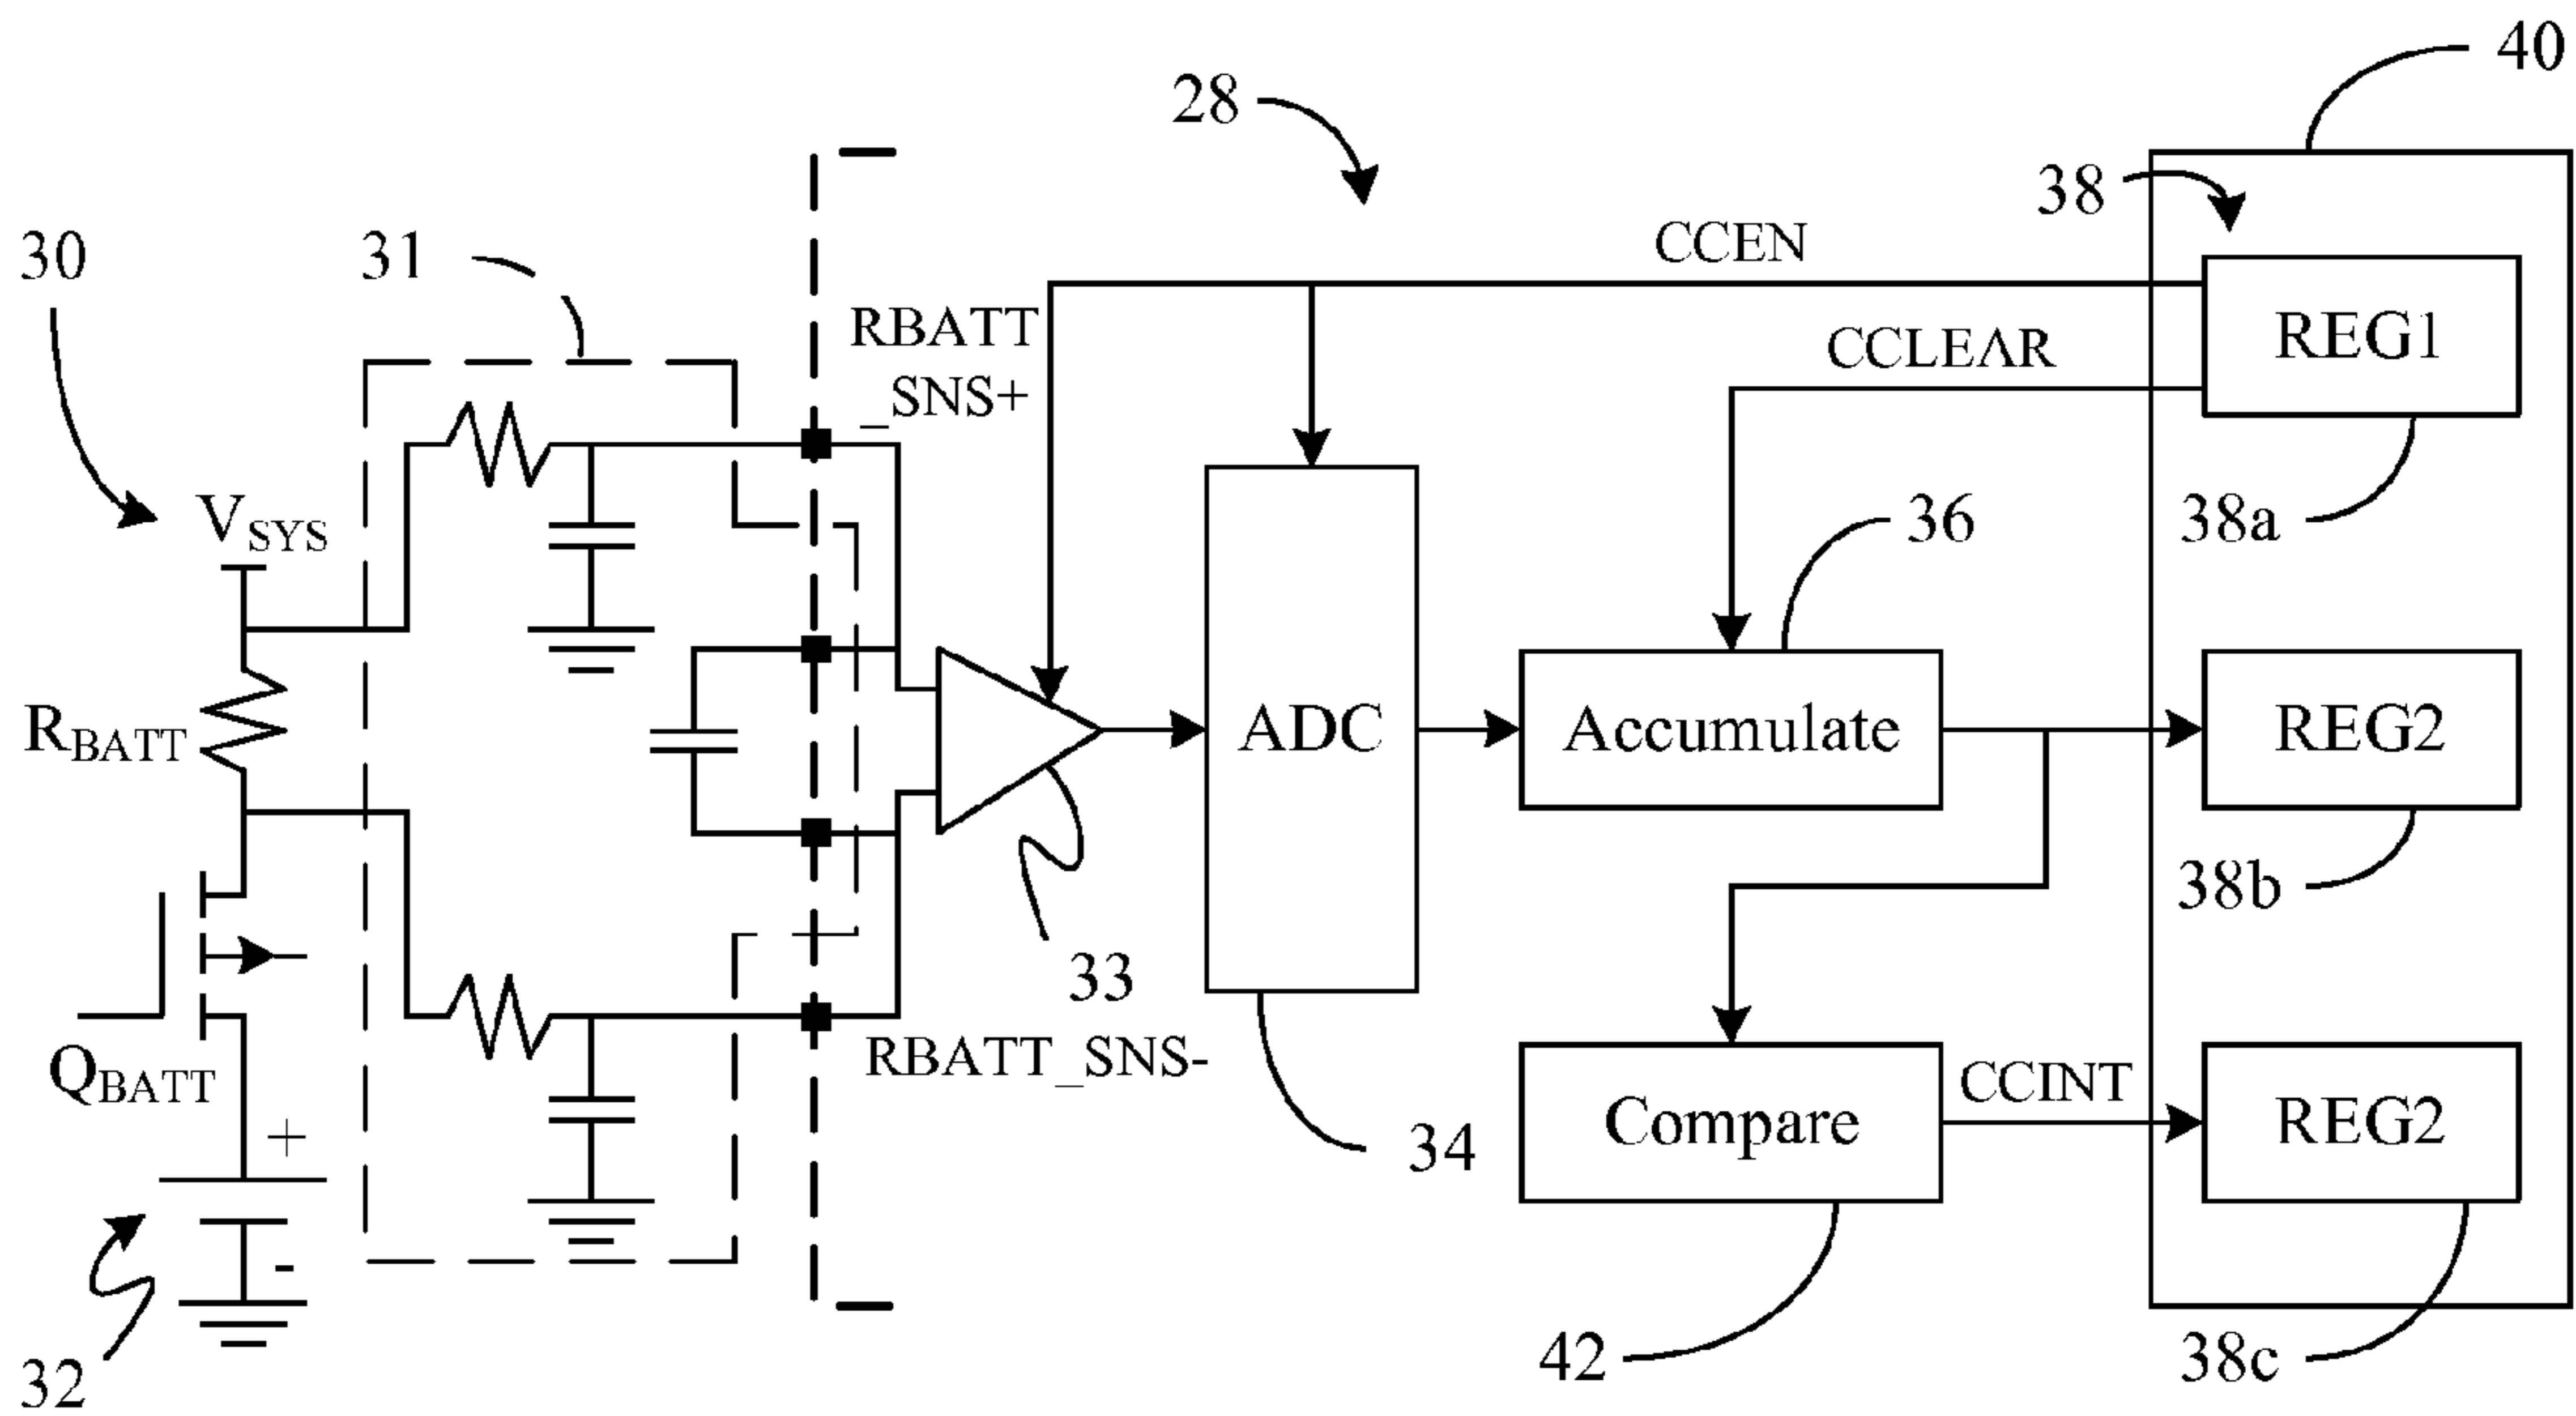 40
28
38
CCEN
30
31
RBATT
_SNS+
REG1
CCLEAR
VSYS
36
38a
RBATT
ADC
Accumulate
REG2
38b
33
RBATT_SNS-
QBATT
CCINT
+
Compare
REG2
34
-
42
38c
32